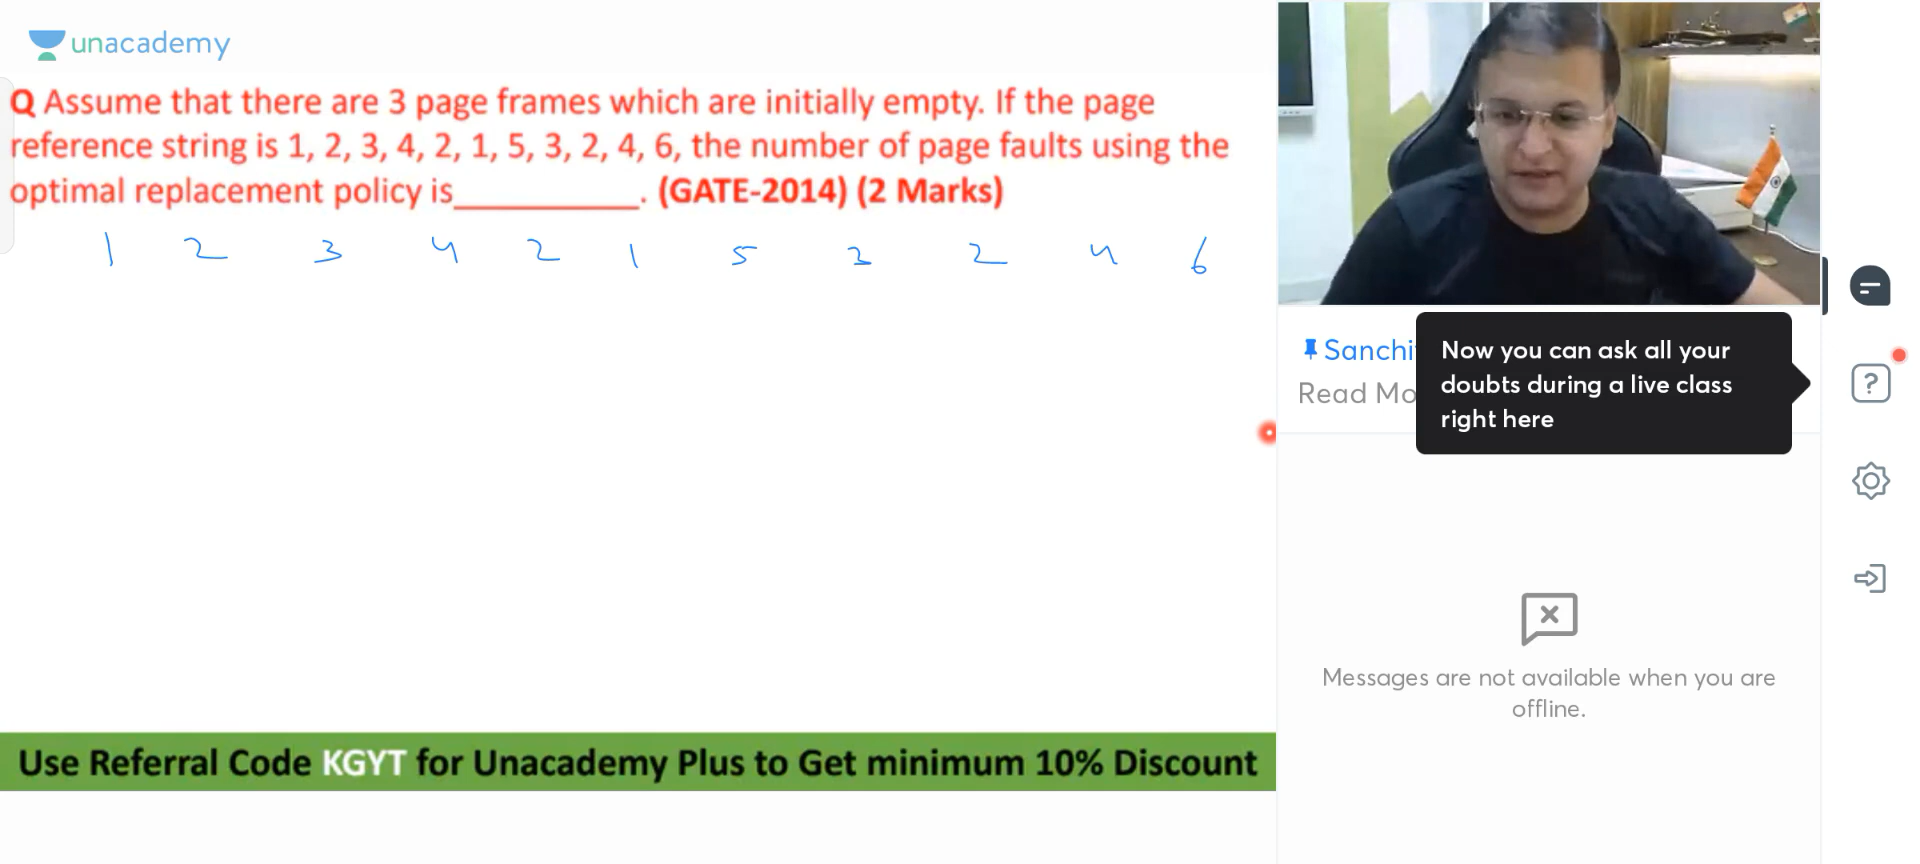 unacademy
Q Assume that there are 3 page frames which are initially empty. If the page
reference string is 1, 2, 3, 4, 2, 1, 5, 3, 2, 4, 6, the number of page faults using the
optimal replacement policy is__________. (GATE-2014) (2 Marks)
1 2 3 4 2 1 5 3 2 4 6
Use Referral Code KGYT for Unacademy Plus to Get minimum 10% Discount
Sanchi
Read Mo
Now you can ask all your
doubts during a live class
right here
?
Messages are not available when you are
offline.